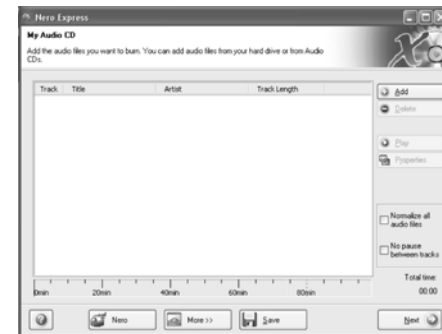 Nero Express
My Audio CD
Add the audio files you want to burn. You can add audio files from your hard drive or from Audio
CDs.
Track Title Artist Track Length
Add
Delete
Play
Properties
Normalize all
audio files
No pause
between tracks
Total time:
00:00
0min 20min 40min 60min 80min
Nero More >> Save Next